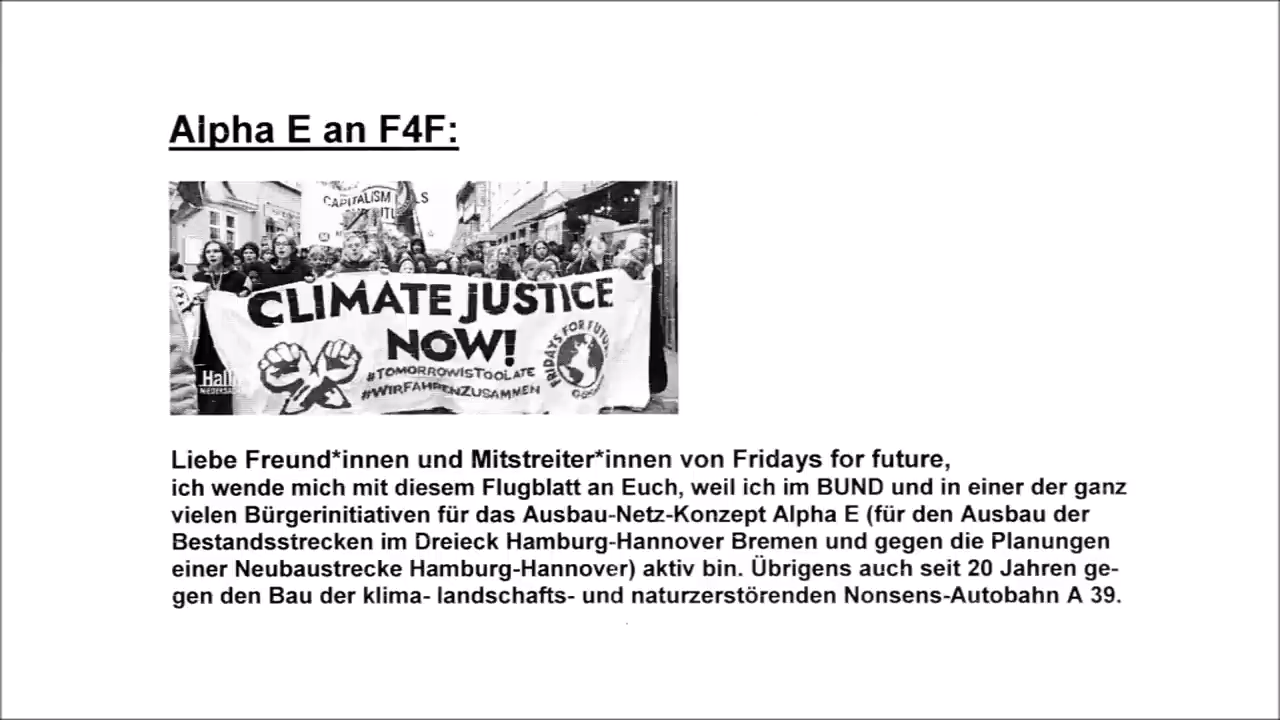 Alpha E an F4F:
CAPITALISM
CLIMATE JUSTICE
NOW!
#TOMORROWISTOOLATE
#WIRFAHRENZUSAMMEN
FRIDAYS FOR FUTURE
Hallo
Liebe Freund*innen und Mitstreiter*innen von Fridays for future,
ich wende mich mit diesem Flugblatt an Euch, weil ich im BUND und in einer der ganz
vielen Bürgerinitiativen für das Ausbau-Netz-Konzept Alpha E (für den Ausbau der
Bestandsstrecken im Dreieck Hamburg-Hannover Bremen und gegen die Planungen
einer Neubaustrecke Hamburg-Hannover) aktiv bin. Übrigens auch seit 20 Jahren ge-
gen den Bau der klima- landschafts- und naturzerstörenden Nonsens-Autobahn A 39.